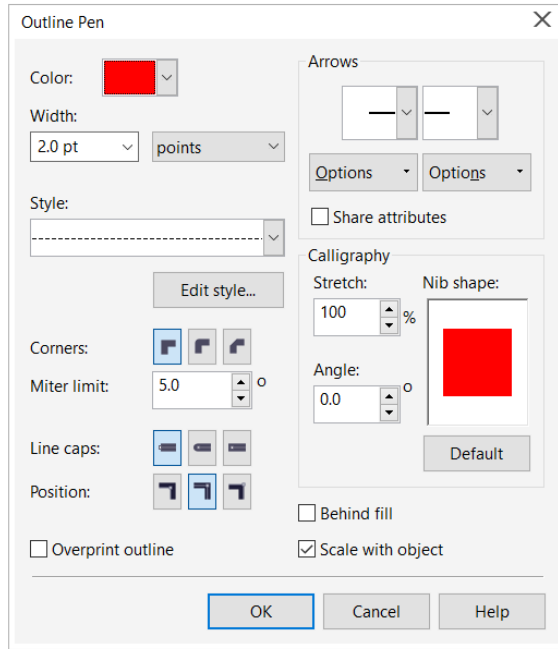 Outline Pen
Color:
Width:
2.0 pt
points
Style:
Edit style...
Corners:
Miter limit:
5.0
o
Line caps:
Position:
Overprint outline
Arrows
Options
Options
Share attributes
Calligraphy
Stretch:
Nib shape:
100
%
Angle:
0.0
o
Default
Behind fill
Scale with object
OK
Cancel
Help